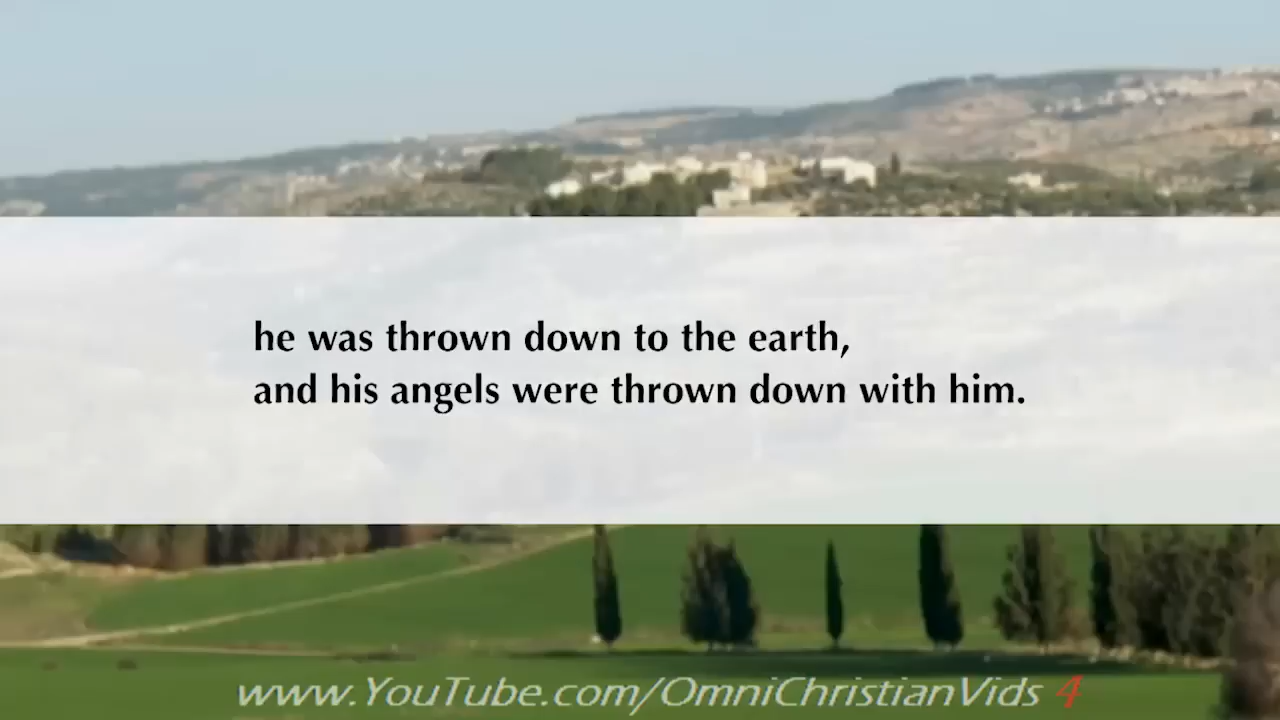 he was thrown down to the earth,
and his angels were thrown down with him.
www.YouTube.com/OmniChristianVids 4